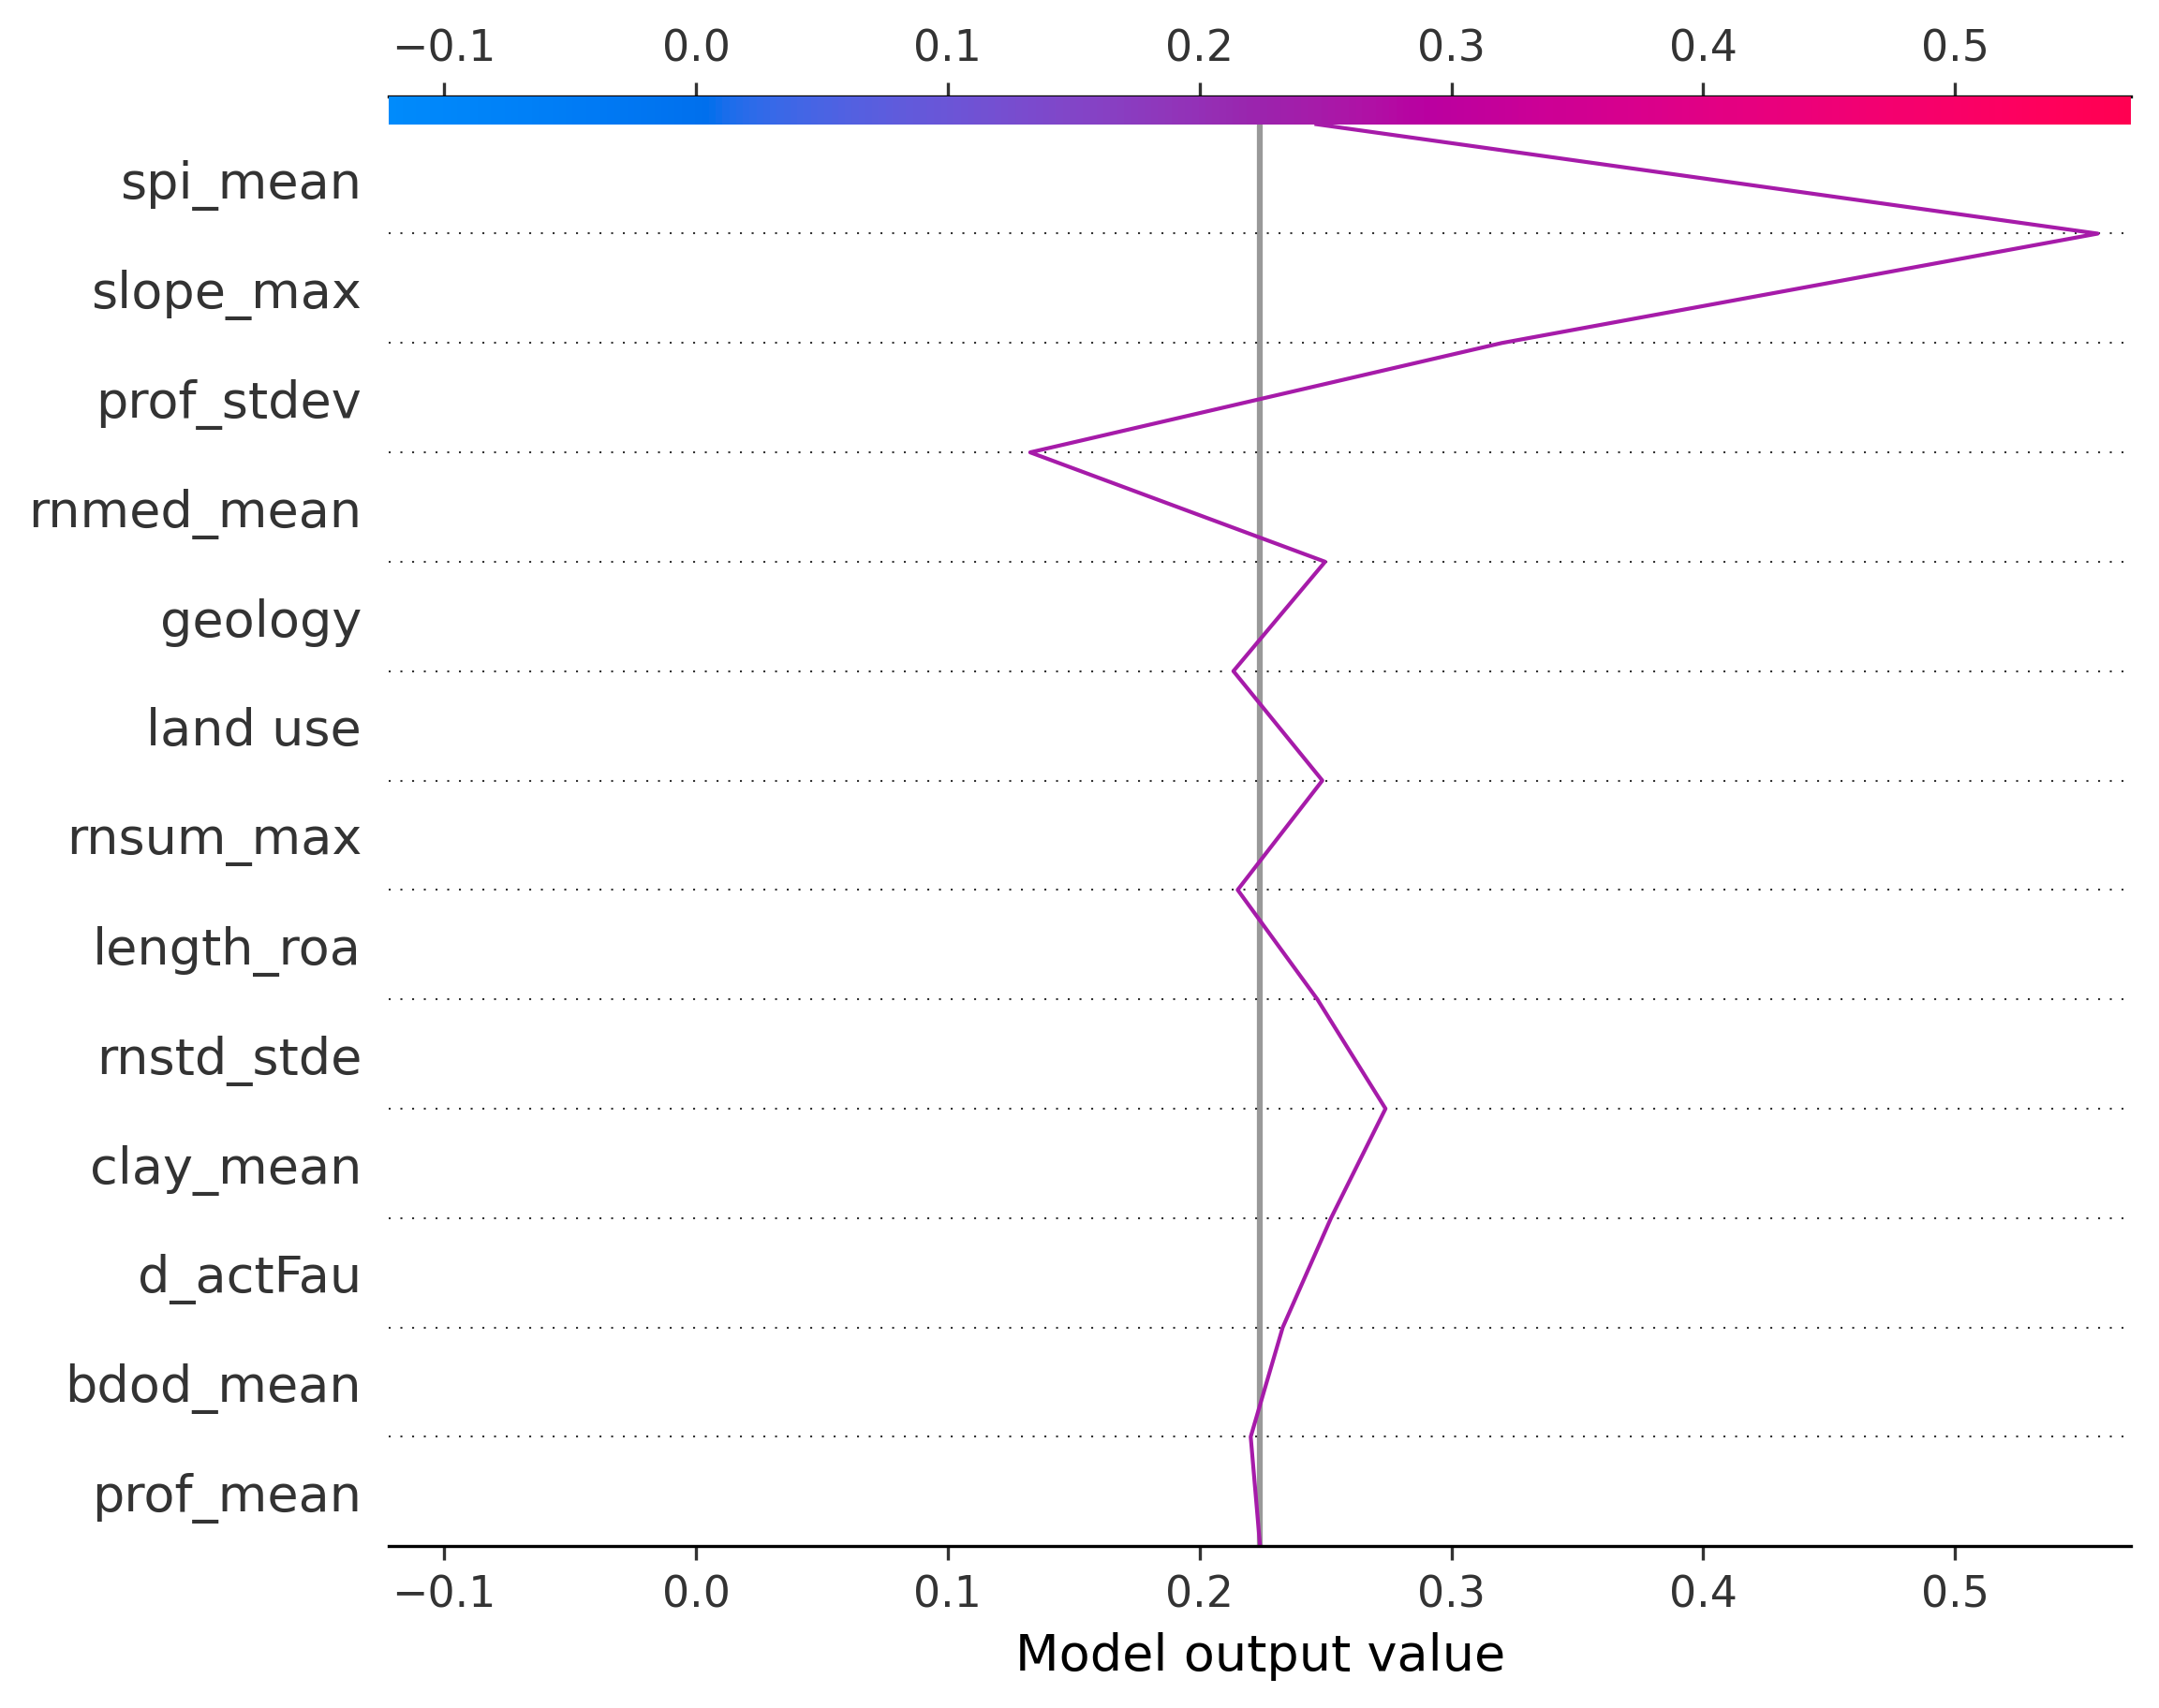 −0.1 0.0 0.1 0.2 0.3 0.4 0.5
spi_mean
slope_max
prof_stdev
rnmed_mean
geology
land use
rnsum_max
length_roa
rnstd_stde
clay_mean
d_actFau
bdod_mean
prof_mean
−0.1 0.0 0.1 0.2 0.3 0.4 0.5
Model output value